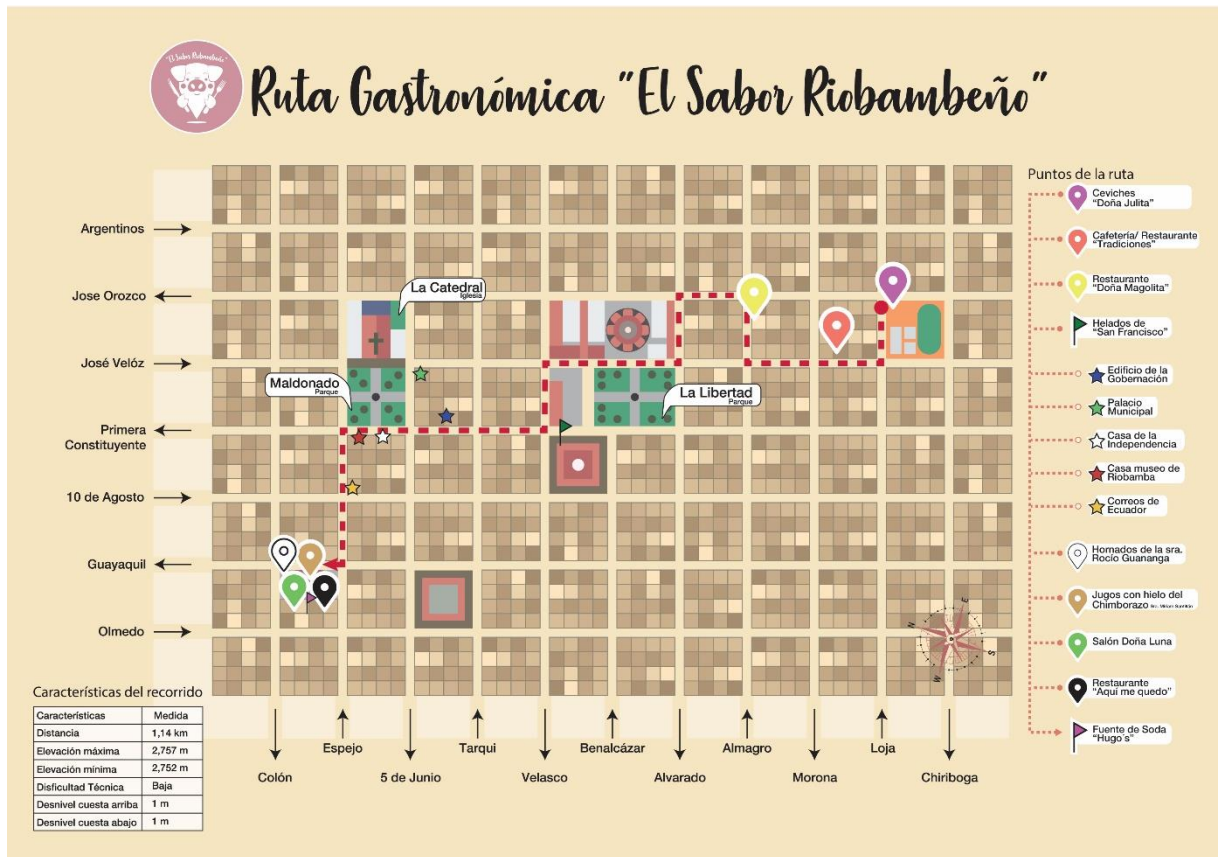 "El Sabor Riobambeño"
Ruta Gastronómica "El Sabor Riobambeño"
Puntos de la ruta
Ceviches
"Doña Julita"
Cafetería/ Restaurante
"Tradiciones"
Restaurante
"Doña Magolita"
Helados de
"San Francisco"
Edificio de la
Gobernación
Palacio
Municipal
Casa de la
Independencia
Casa museo de
Riobamba
Correos de
Ecuador
Hornados de la sra.
Rocío Guananga
Jugos con hielo del
Chimborazo
Salón Doña Luna
Restaurante
"Aquí me quedo"
Fuente de Soda
"Hugo´s"
Argentinos
Jose Orozco
José Velóz
Primera
Constituyente
10 de Agosto
Guayaquil
Olmedo
La Catedral
Iglesia
Maldonado
Parque
La Libertad
Parque
N
E
S
W
Espejo
Tarqui
Benalcázar
Almagro
Loja
Colón
5 de Junio
Velasco
Alvarado
Morona
Chiriboga
Características del recorrido
Características Medida
Distancia 1,14 km
Elevación máxima 2,757 m
Elevación mínima 2,752 m
Disficultad Técnica Baja
Desnivel cuesta arriba 1 m
Desnivel cuesta abajo 1 m